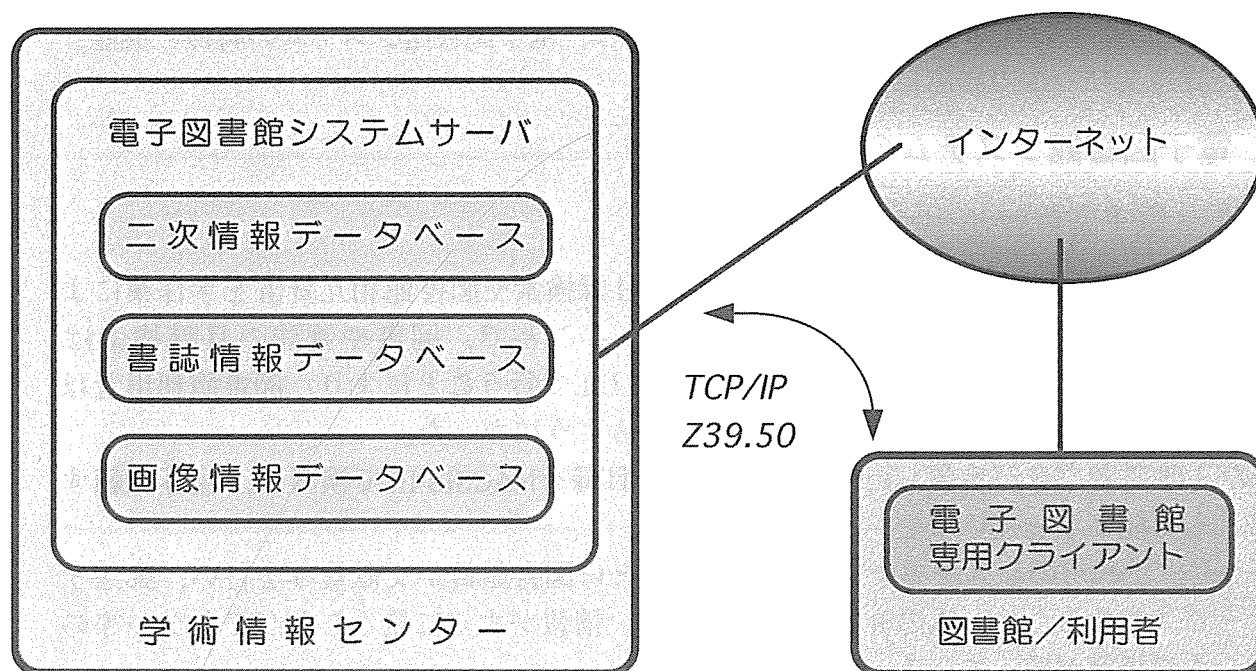 電子図書館システムサーバ
二次情報データベース
書誌情報データベース
画像情報データベース
学術情報センター
インターネット
TCP/IP
Z39.50
電子図書館
専用クライアント
図書館／利用者